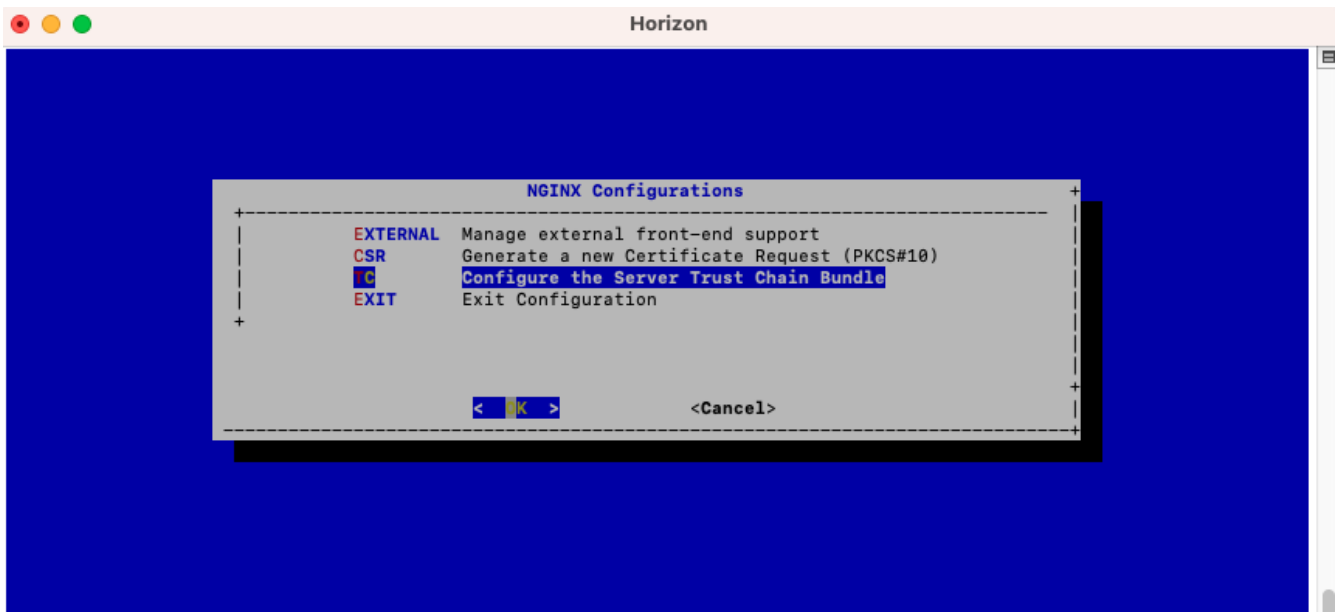 Horizon
NGINX Configurations
EXTERNAL Manage external front-end support
CSR Generate a new Certificate Request (PKCS#10)
TC Configure the Server Trust Chain Bundle
EXIT Exit Configuration
< OK > <Cancel>